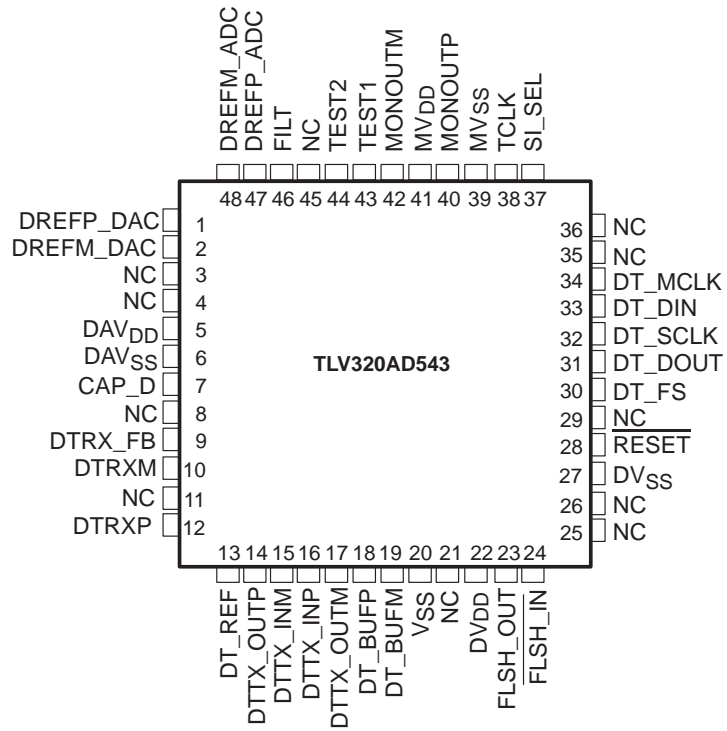 DREFM_ADC
DREFP_ADC
FILT
NC
TEST2
TEST1
MONOUTM
MVDD
MONOUTP
MVSS
TCLK
SI_SEL
48 47 46 45 44 43 42 41 40 39 38 37
DREFP_DAC 1
DREFM_DAC 2
NC 3
NC 4
DAVDD 5
DAVSS 6
CAP_D 7
NC 8
DTRX_FB 9
DTRXM 10
NC 11
DTRXP 12
TLV320AD543
36 NC
35 NC
34 DT_MCLK
33 DT_DIN
32 DT_SCLK
31 DT_DOUT
30 DT_FS
29 NC
28 RESET
27 DVSS
26 NC
25 NC
13 14 15 16 17 18 19 20 21 22 23 24
DT_REF
DTTX_OUTP
DTTX_INM
DTTX_INP
DTTX_OUTM
DT_BUFP
DT_BUFM
VSS
NC
DVDD
FLSH_OUT
FLSH_IN